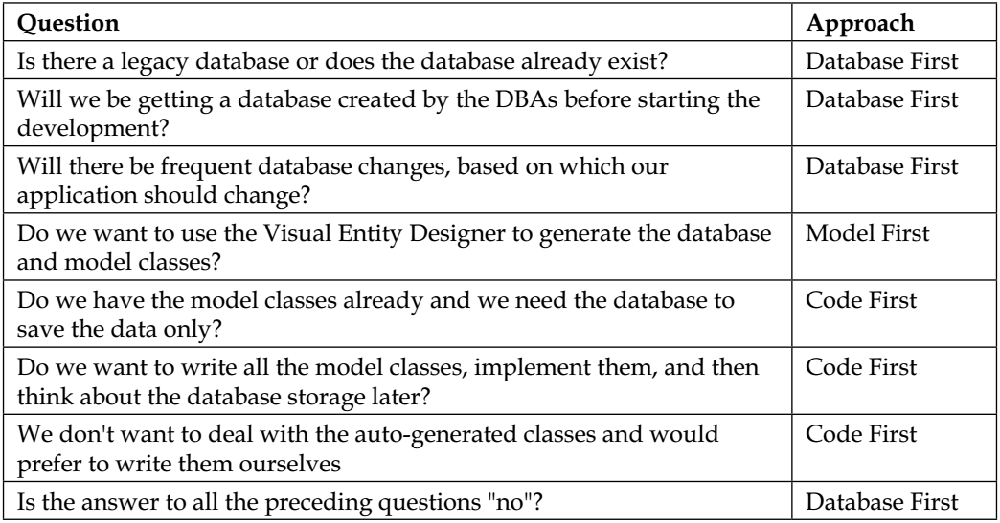 Question Approach
Is there a legacy database or does the database already exist? Database First
Will we be getting a database created by the DBAs before starting the Database First
development?
Will there be frequent database changes, based on which our Database First
application should change?
Do we want to use the Visual Entity Designer to generate the database Model First
and model classes?
Do we have the model classes already and we need the database to Code First
save the data only?
Do we want to write all the model classes, implement them, and then Code First
think about the database storage later?
We don't want to deal with the auto-generated classes and would Code First
prefer to write them ourselves
Is the answer to all the preceding questions "no"? Database First